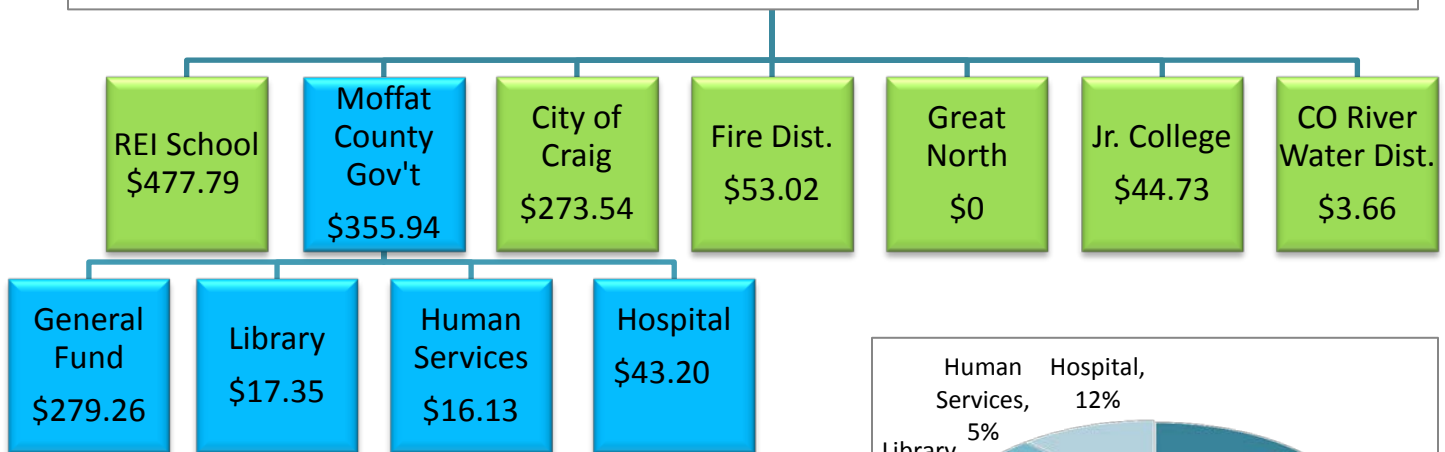 REI School
$477.79
Moffat
County
Gov't
$355.94
City of
Craig
$273.54
Fire Dist.
$53.02
Great
North
$0
Jr. College
$44.73
CO River
Water Dist.
$3.66
General
Fund
$279.26
Library
$17.35
Human
Services
$16.13
Hospital
$43.20
Human
Services,
5%
Hospital,
12%
Library